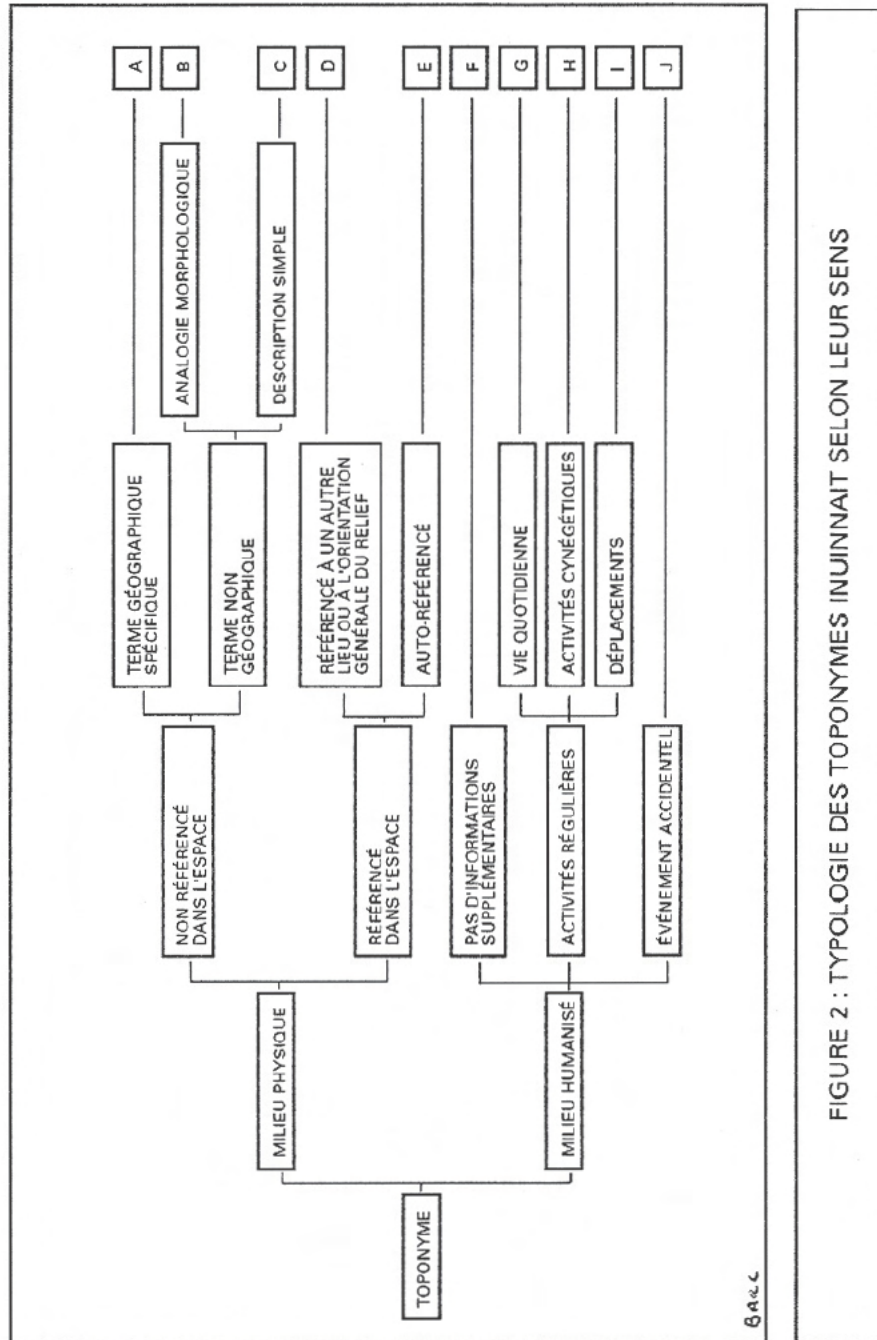 TOPONYME
MILIEU PHYSIQUE
MILIEU HUMANISÉ
NON RÉFÉRENCÉ
DANS L'ESPACE
RÉFÉRENCÉ
DANS L'ESPACE
PAS D'INFORMATIONS
SUPPLÉMENTAIRES
ACTIVITÉS RÉGULIÈRES
ÉVÉNEMENT ACCIDENTEL
TERME GÉOGRAPHIQUE
SPÉCIFIQUE
TERME NON
GÉOGRAPHIQUE
RÉFÉRENCÉ À UN AUTRE
LIEU OU À L'ORIENTATION
GÉNÉRALE DU RELIEF
AUTO-RÉFÉRENCÉ
VIE QUOTIDIENNE
ACTIVITÉS CYNÉGÉTIQUES
DÉPLACEMENTS
ANALOGIE MORPHOLOGIQUE
DESCRIPTION SIMPLE
A
B
C
D
E
F
G
H
I
J
FIGURE 2 : TYPOLOGIE DES TOPONYMES INUINNAIT SELON LEUR SENS